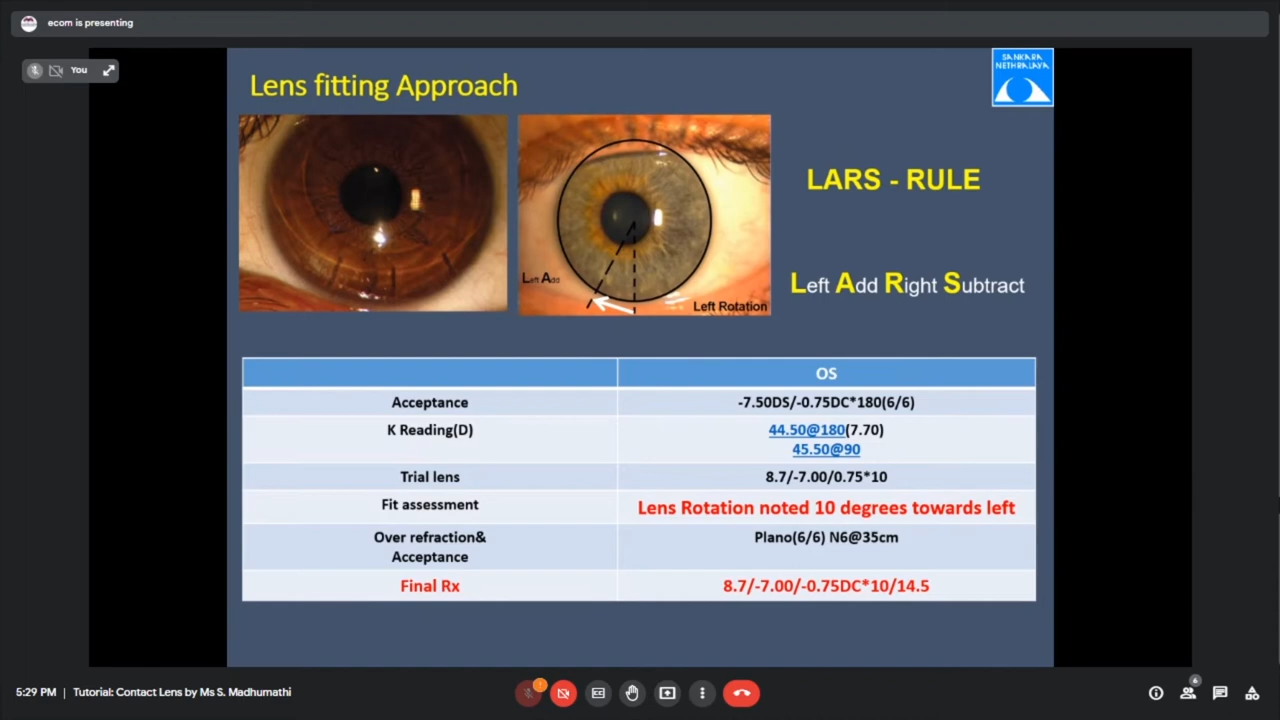 ecom is presenting
You
Lens fitting Approach
SANKARA
NETHRALAYA
LARS - RULE
Left Add
Left Rotation
Left Add Right Subtract
OS
Acceptance
-7.50DS/-0.75DC*180(6/6)
K Reading(D)
44.50@180(7.70)
45.50@90
Trial lens
8.7/-7.00/0.75*10
Fit assessment
Lens Rotation noted 10 degrees towards left
Over refraction&
Acceptance
Plano(6/6) N6@35cm
Final Rx
8.7/-7.00/-0.75DC*10/14.5
5:29 PM | Tutorial: Contact Lens by Ms S. Madhumathi
6